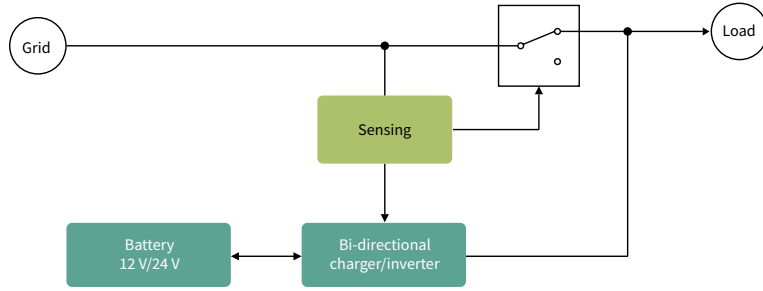 Grid
Load
Sensing
Battery
12 V/24 V
Bi-directional
charger/inverter